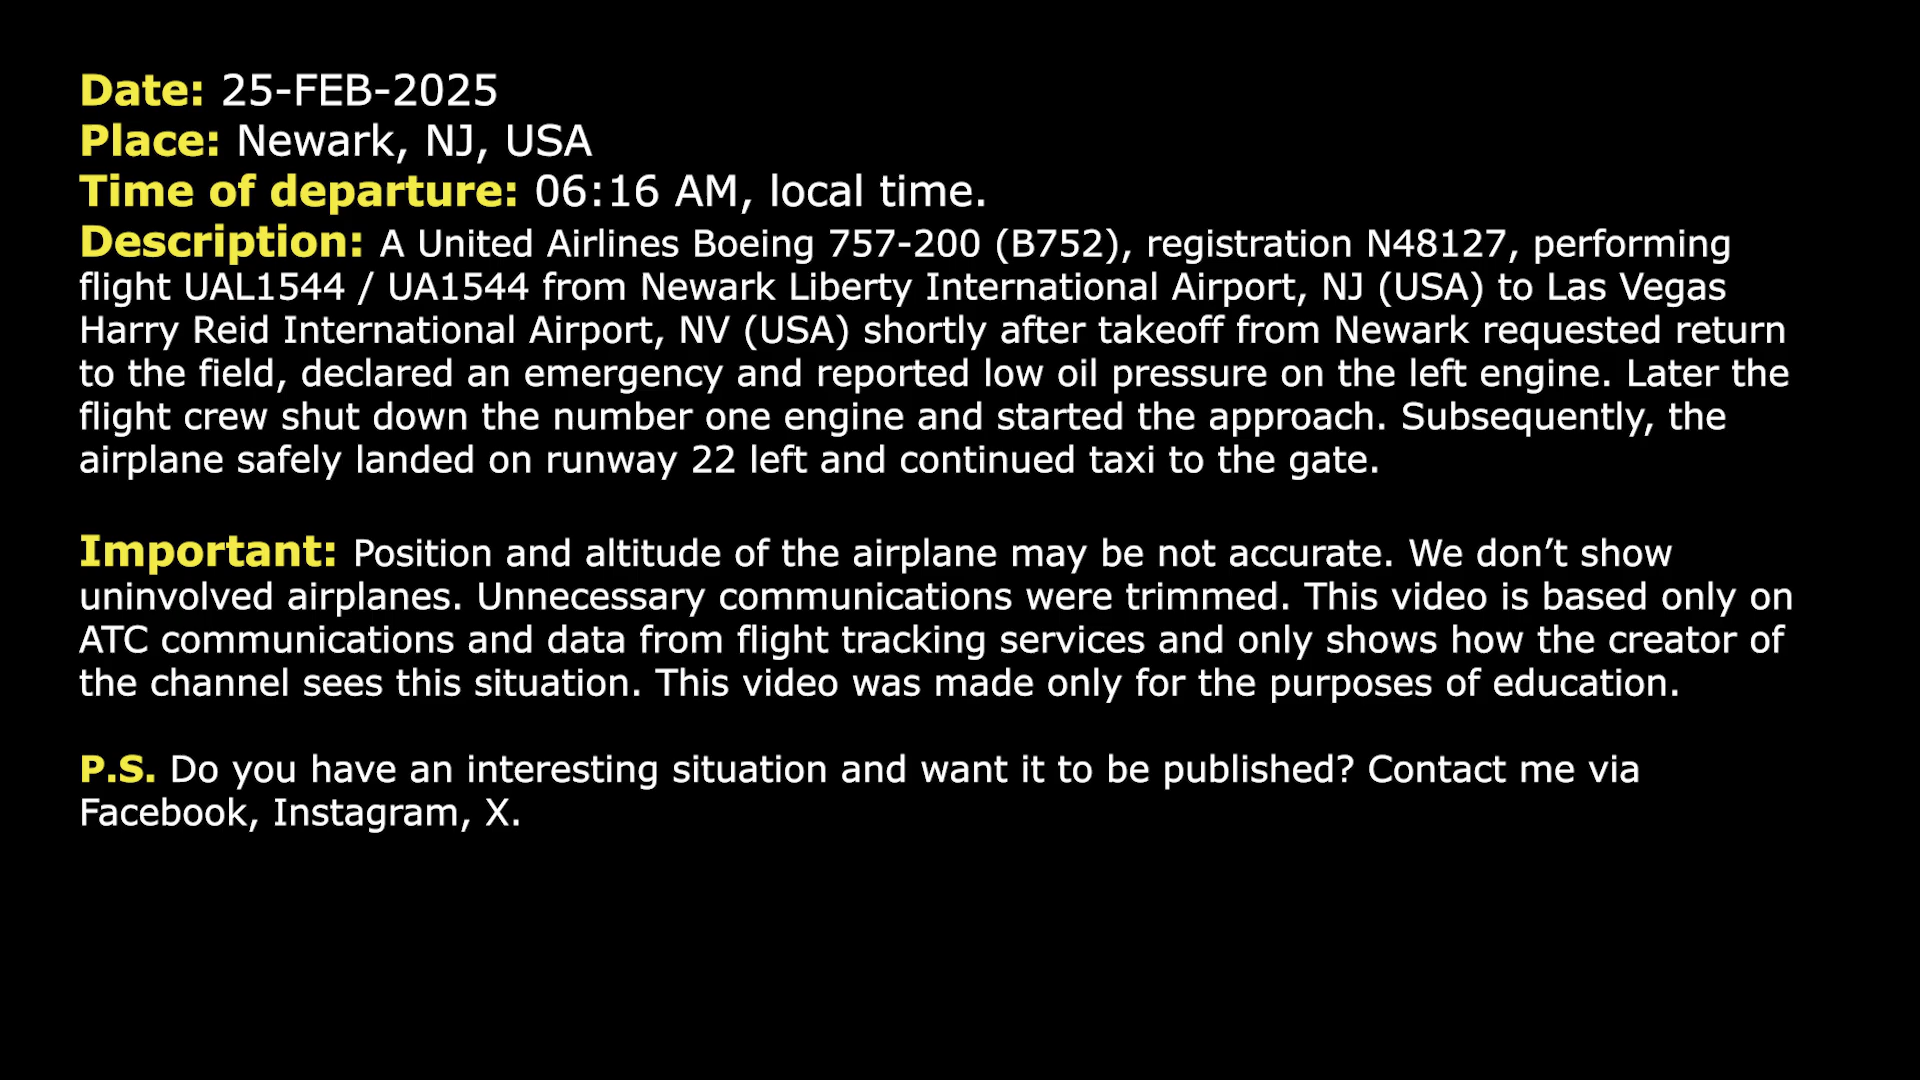 Date: 25-FEB-2025
Place: Newark, NJ, USA
Time of departure: 06:16 AM, local time.
Description: A United Airlines Boeing 757-200 (B752), registration N48127, performing
flight UAL1544 / UA1544 from Newark Liberty International Airport, NJ (USA) to Las Vegas
Harry Reid International Airport, NV (USA) shortly after takeoff from Newark requested return
to the field, declared an emergency and reported low oil pressure on the left engine. Later the
flight crew shut down the number one engine and started the approach. Subsequently, the
airplane safely landed on runway 22 left and continued taxi to the gate.
Important: Position and altitude of the airplane may be not accurate. We don’t show
uninvolved airplanes. Unnecessary communications were trimmed. This video is based only on
ATC communications and data from flight tracking services and only shows how the creator of
the channel sees this situation. This video was made only for the purposes of education.
P.S. Do you have an interesting situation and want it to be published? Contact me via
Facebook, Instagram, X.